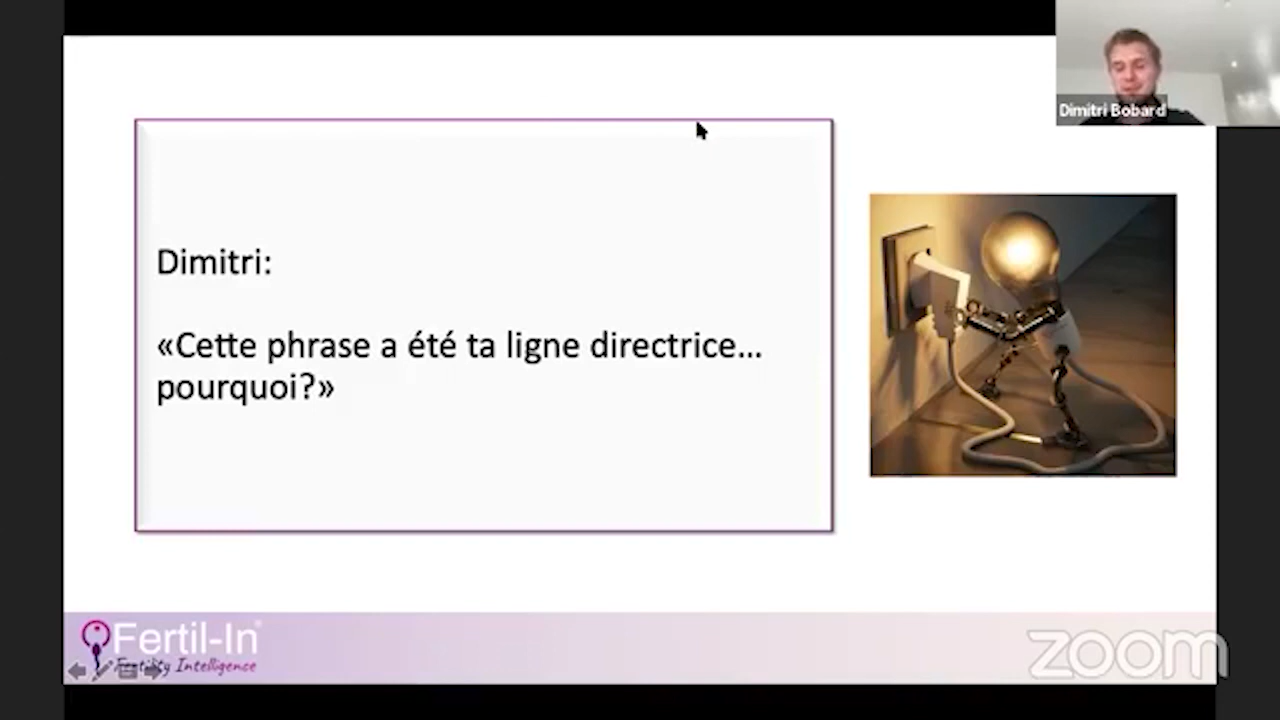 Dimitri Bobard
Dimitri:
«Cette phrase a été ta ligne directrice...
pourquoi?»
Fertil-In®
Fertility Intelligence
zoom